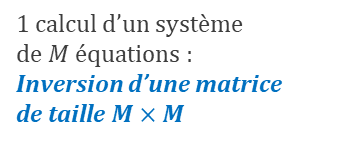 1 calcul d’un système
de M équations :
Inversion d’une matrice
de taille M × M